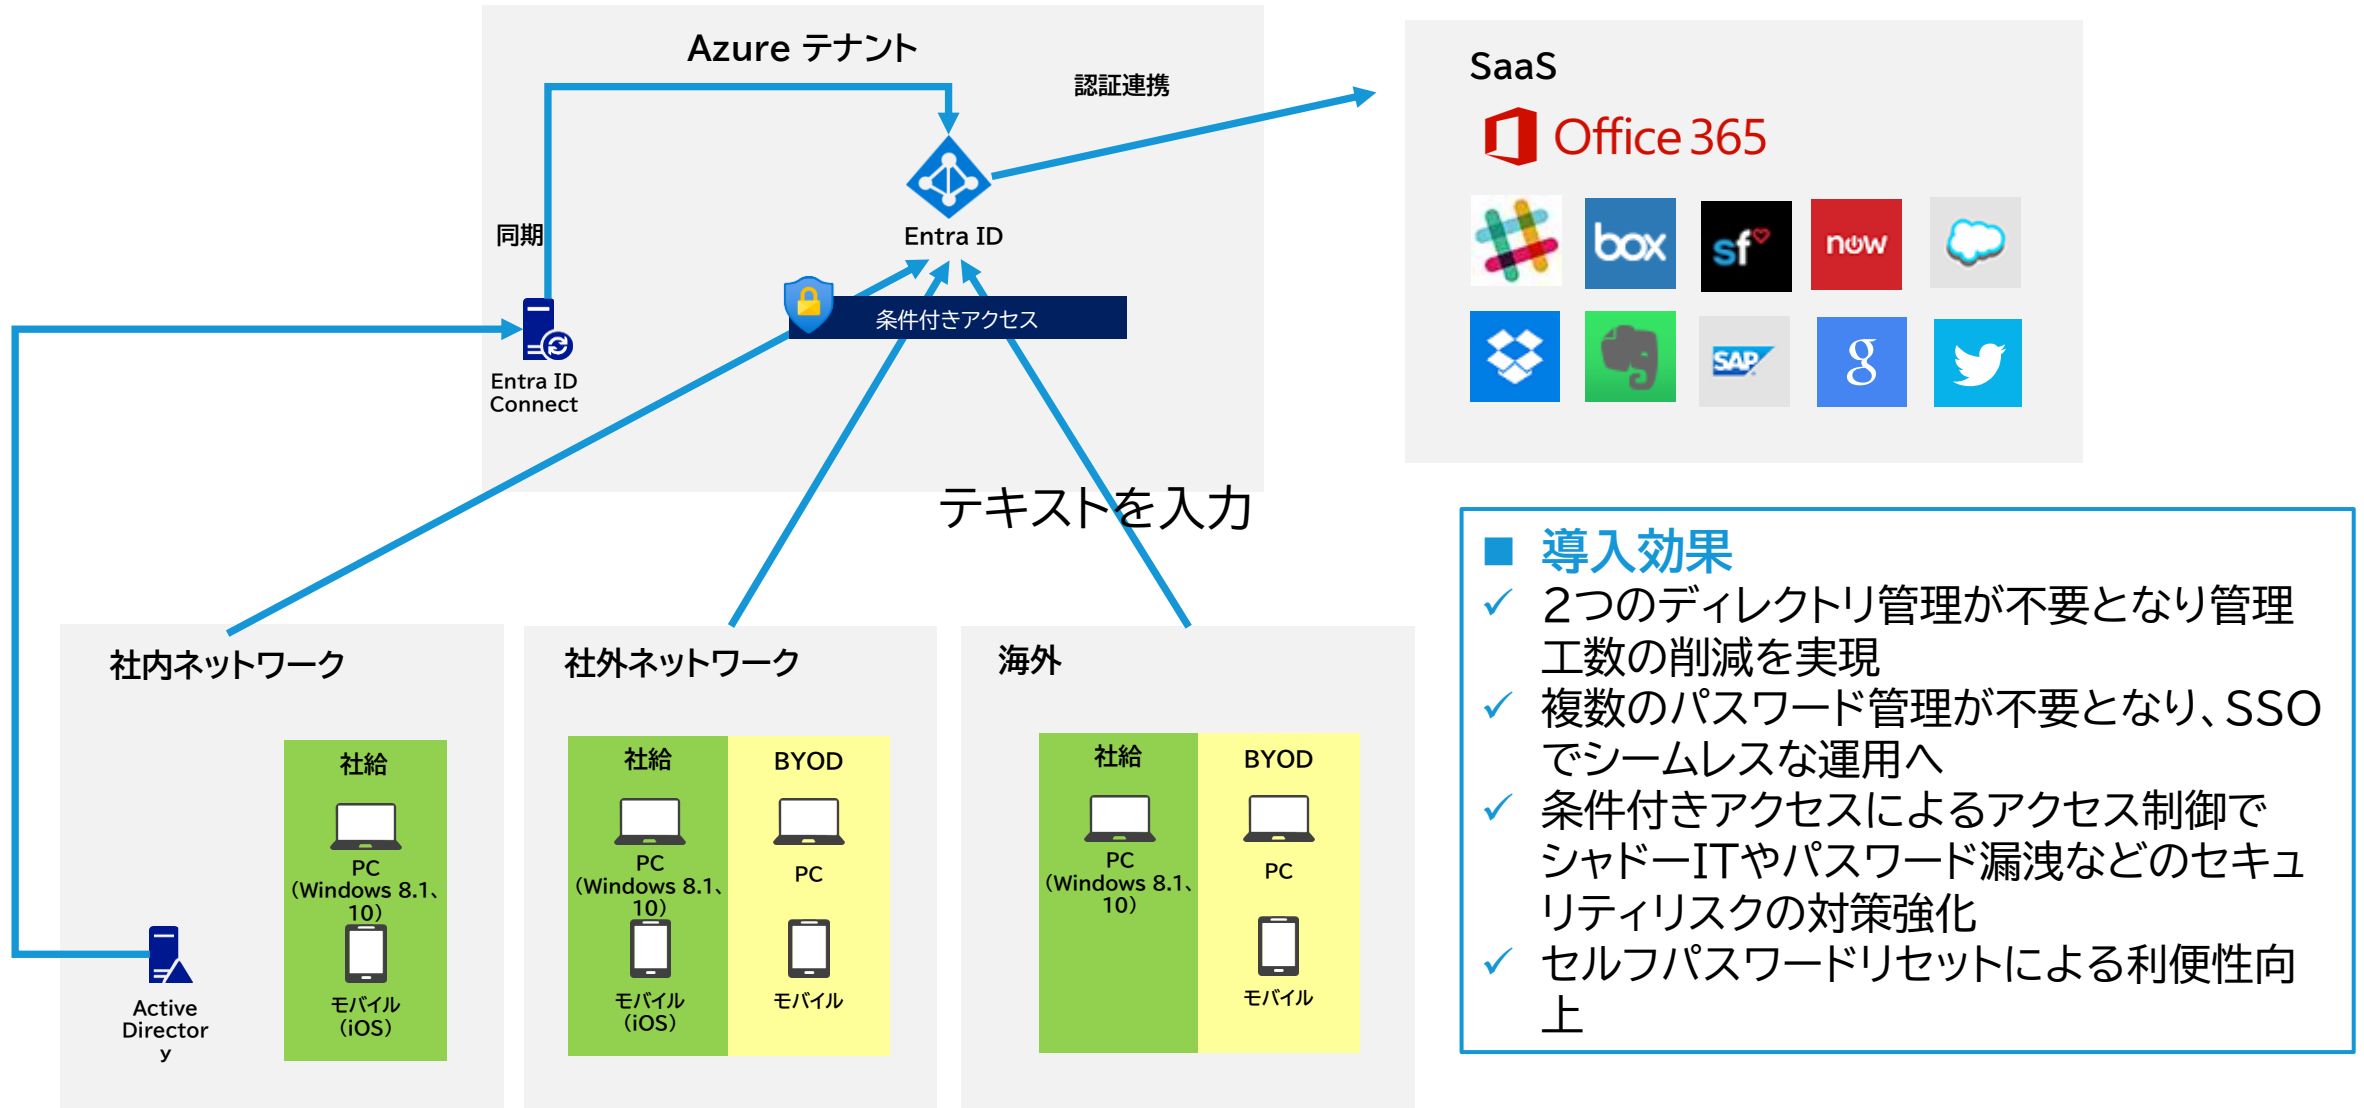 Azure テナント
認証連携
同期
Entra ID
条件付きアクセス
Entra ID
Connect
SaaS
Office 365
box
sf
now
SAP
g
テキストを入力
社内ネットワーク
社給
PC
（Windows 8.1、
10）
モバイル
（iOS）
Active
Director
y
社外ネットワーク
社給
PC
（Windows 8.1、
10）
モバイル
（iOS）
BYOD
PC
モバイル
海外
社給
PC
（Windows 8.1、
10）
BYOD
PC
モバイル
■ 導入効果
✓ 2つのディレクトリ管理が不要となり管理
工数の削減を実現
✓ 複数のパスワード管理が不要となり、SSO
でシームレスな運用へ
✓ 条件付きアクセスによるアクセス制御で
シャドーITやパスワード漏洩などのセキュ
リティリスクの対策強化
✓ セルフパスワードリセットによる利便性向
上